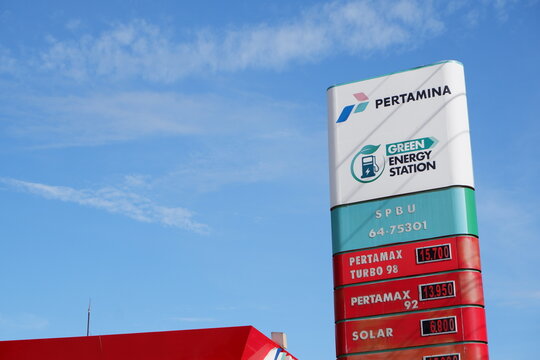 PERTAMINA
GREEN
ENERGY
STATION
SPBU
64-75301
PERTAMAX
TURBO 98
15.700
PERTAMAX
92
13.950
SOLAR
6.800